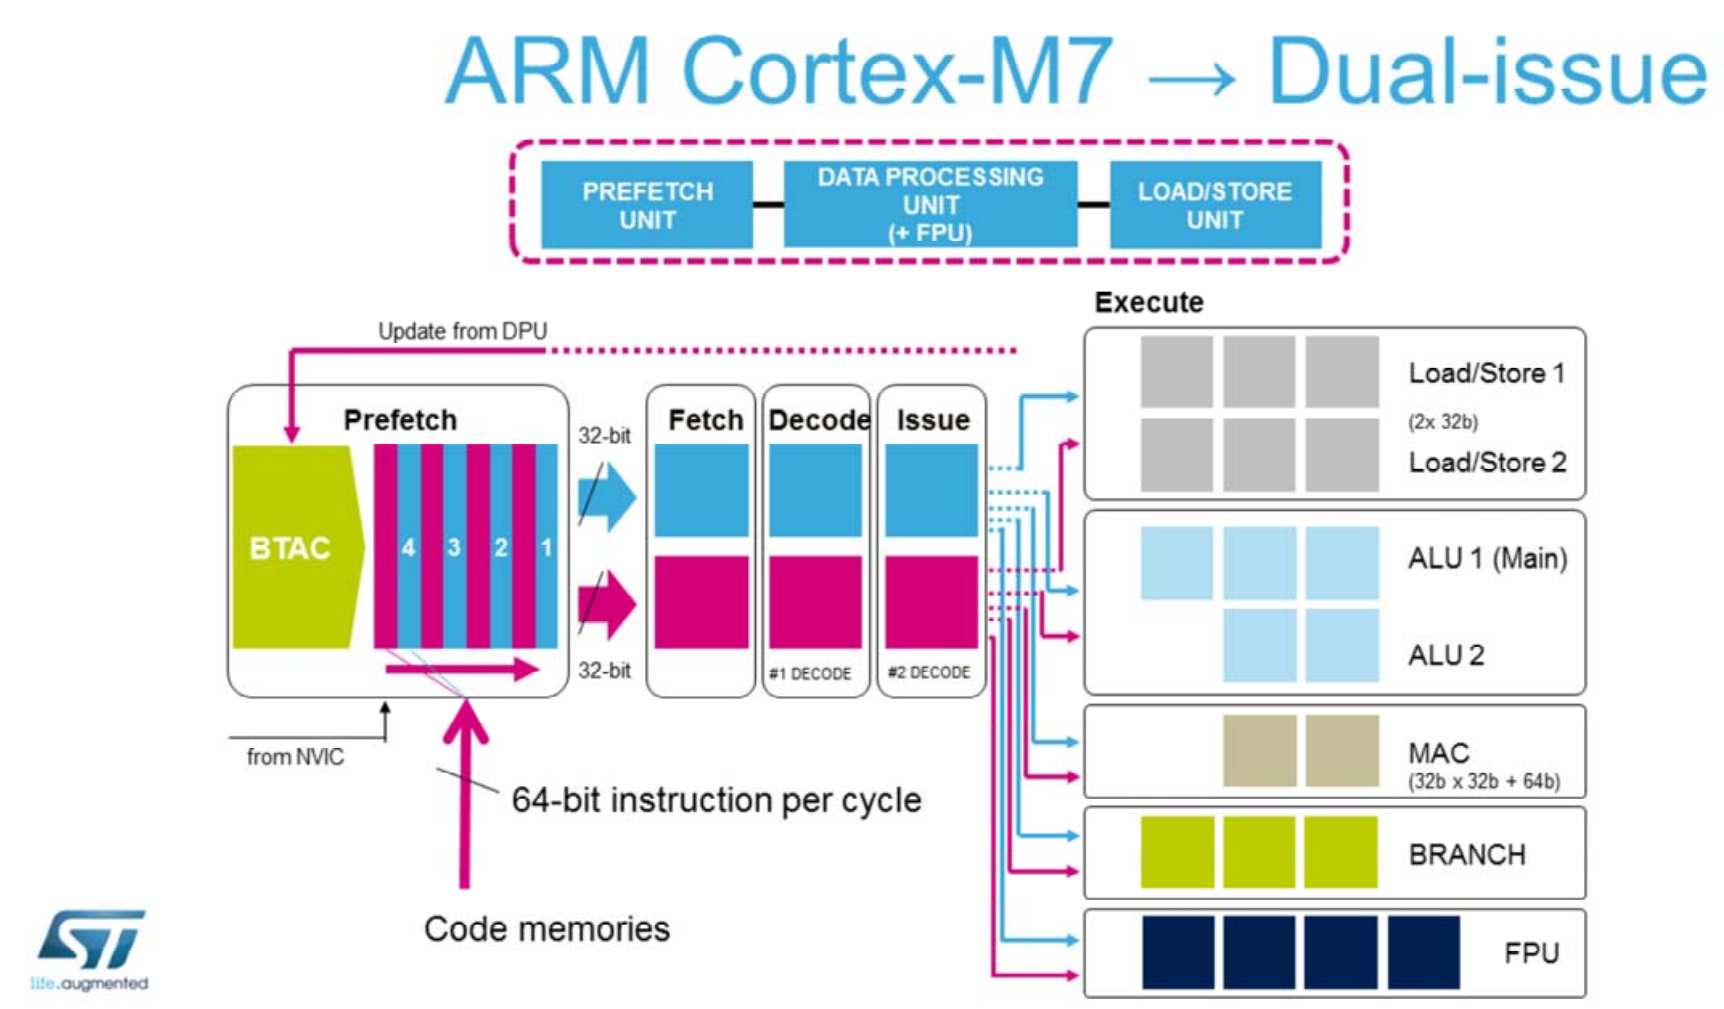 ARM Cortex-M7 → Dual-issue
PREFETCH
UNIT
DATA PROCESSING
UNIT
(+ FPU)
LOAD/STORE
UNIT
Execute
Update from DPU
Prefetch
BTAC
4 3 2 1
32-bit
32-bit
from NVIC
64-bit instruction per cycle
Code memories
Fetch
Decode
#1 DECODE
Issue
#2 DECODE
Load/Store 1
(2x 32b)
Load/Store 2
ALU 1 (Main)
ALU 2
MAC
(32b x 32b + 64b)
BRANCH
FPU
ST
life.augmented